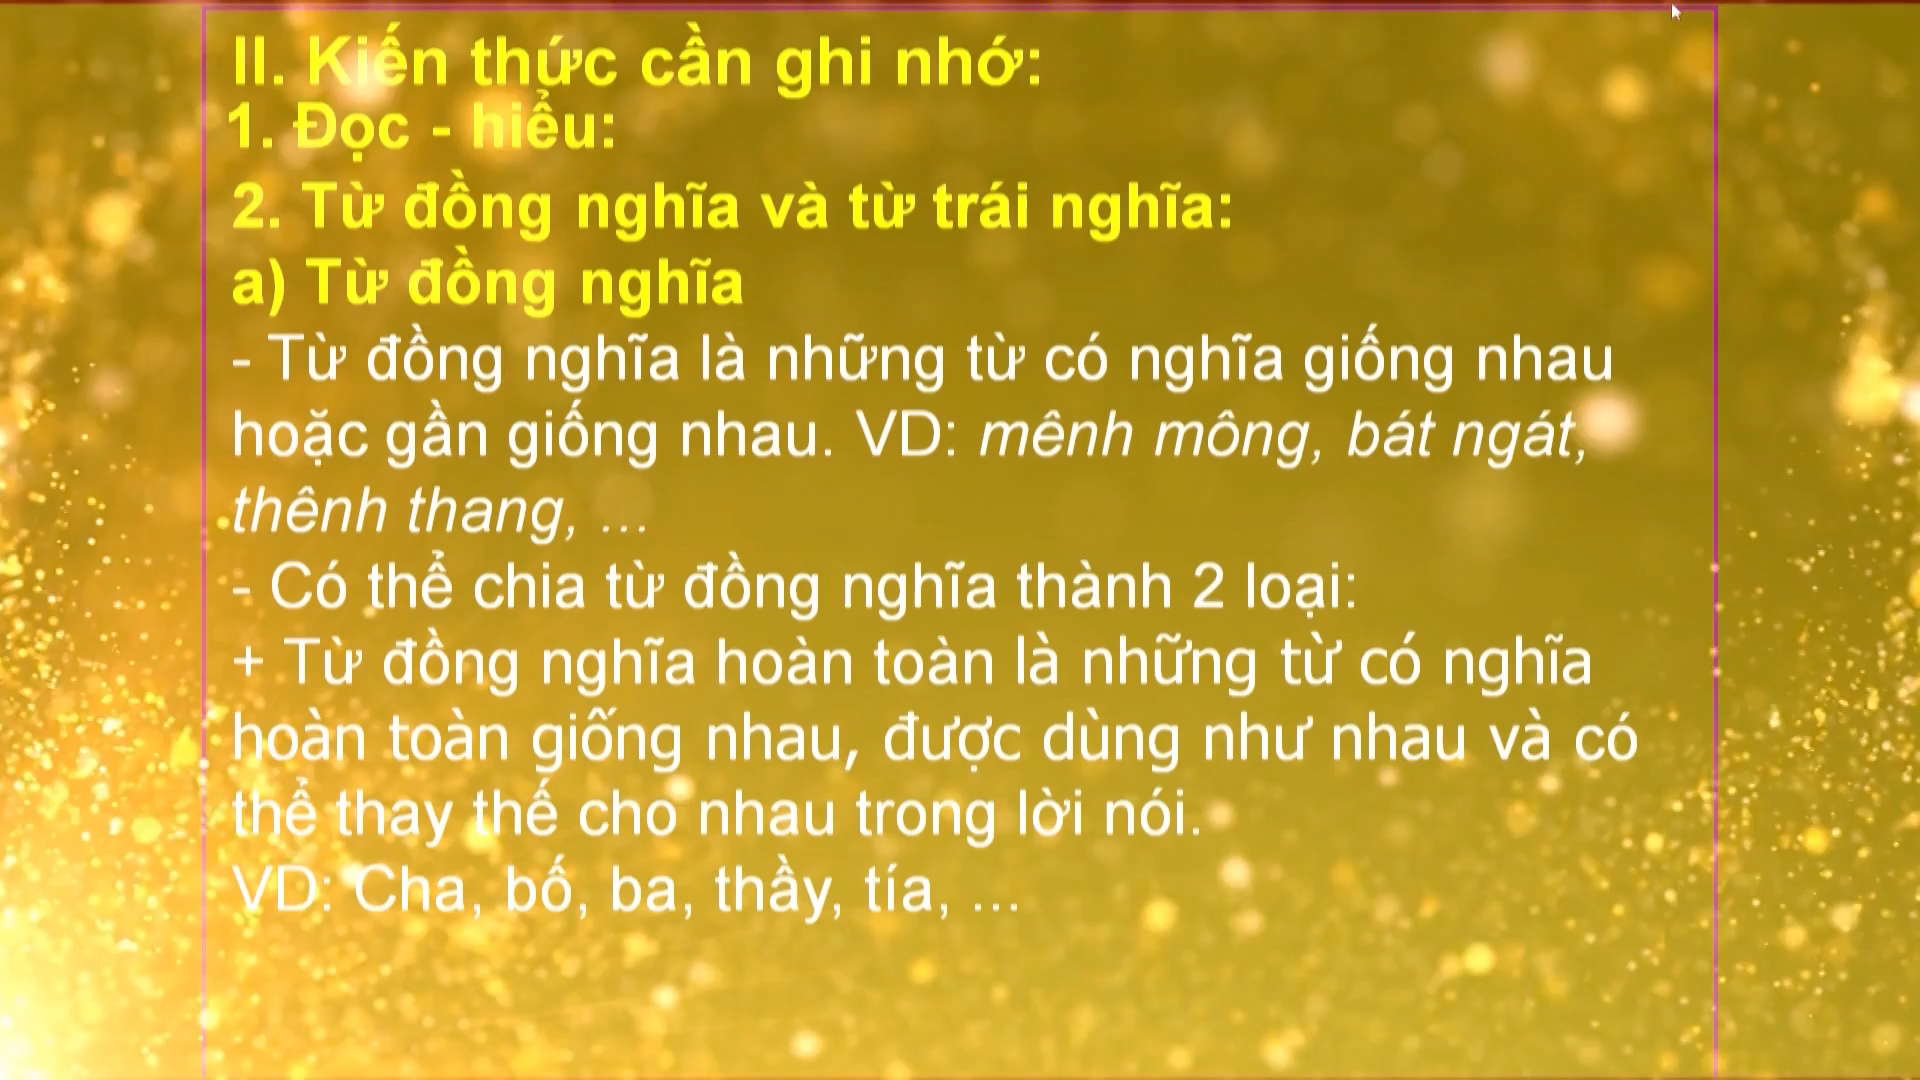 II. Kiến thức cần ghi nhớ:
1. Đọc - hiểu:
2. Từ đồng nghĩa và từ trái nghĩa:
a) Từ đồng nghĩa
- Từ đồng nghĩa là những từ có nghĩa giống nhau
hoặc gần giống nhau. VD: mênh mông, bát ngát,
thênh thang, ...
- Có thể chia từ đồng nghĩa thành 2 loại:
+ Từ đồng nghĩa hoàn toàn là những từ có nghĩa
hoàn toàn giống nhau, được dùng như nhau và có
thể thay thế cho nhau trong lời nói.
VD: Cha, bố, ba, thầy, tía, ...